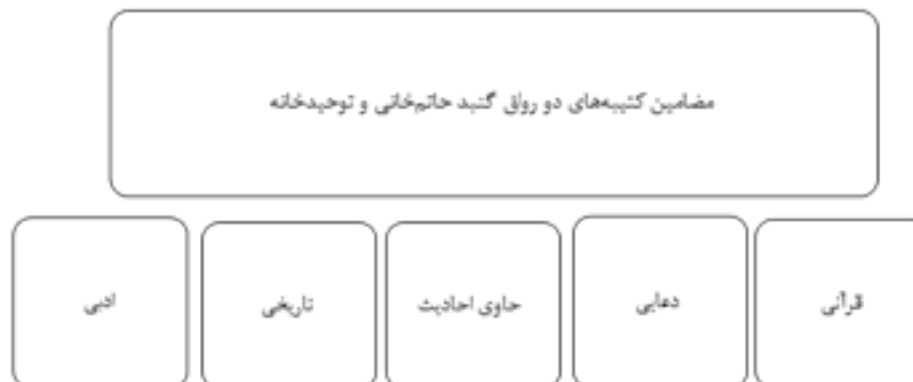 مضامین کتیبه‌های دو رواق گنبد حاتم‌خانی و توحیدخانه
قرآنی
دعایی
حاوی احادیث
تاریخی
ادبی